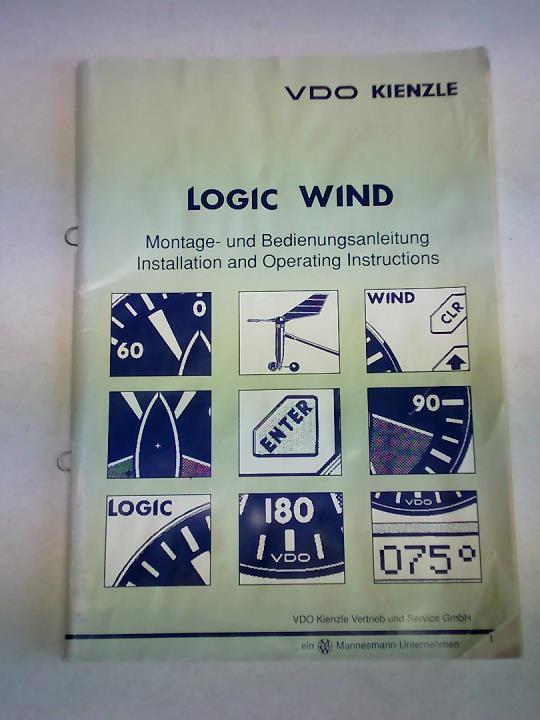 VDO KIENZLE
LOGIC WIND
Montage- und Bedienungsanleitung
Installation and Operating Instructions
0
60
WIND
CLR
ENTER
90
LOGIC
180
VDO
VDO
075°
VDO Kienzle Vertrieb und Service GmbH
ein Mannesmann-Unternehmen
1